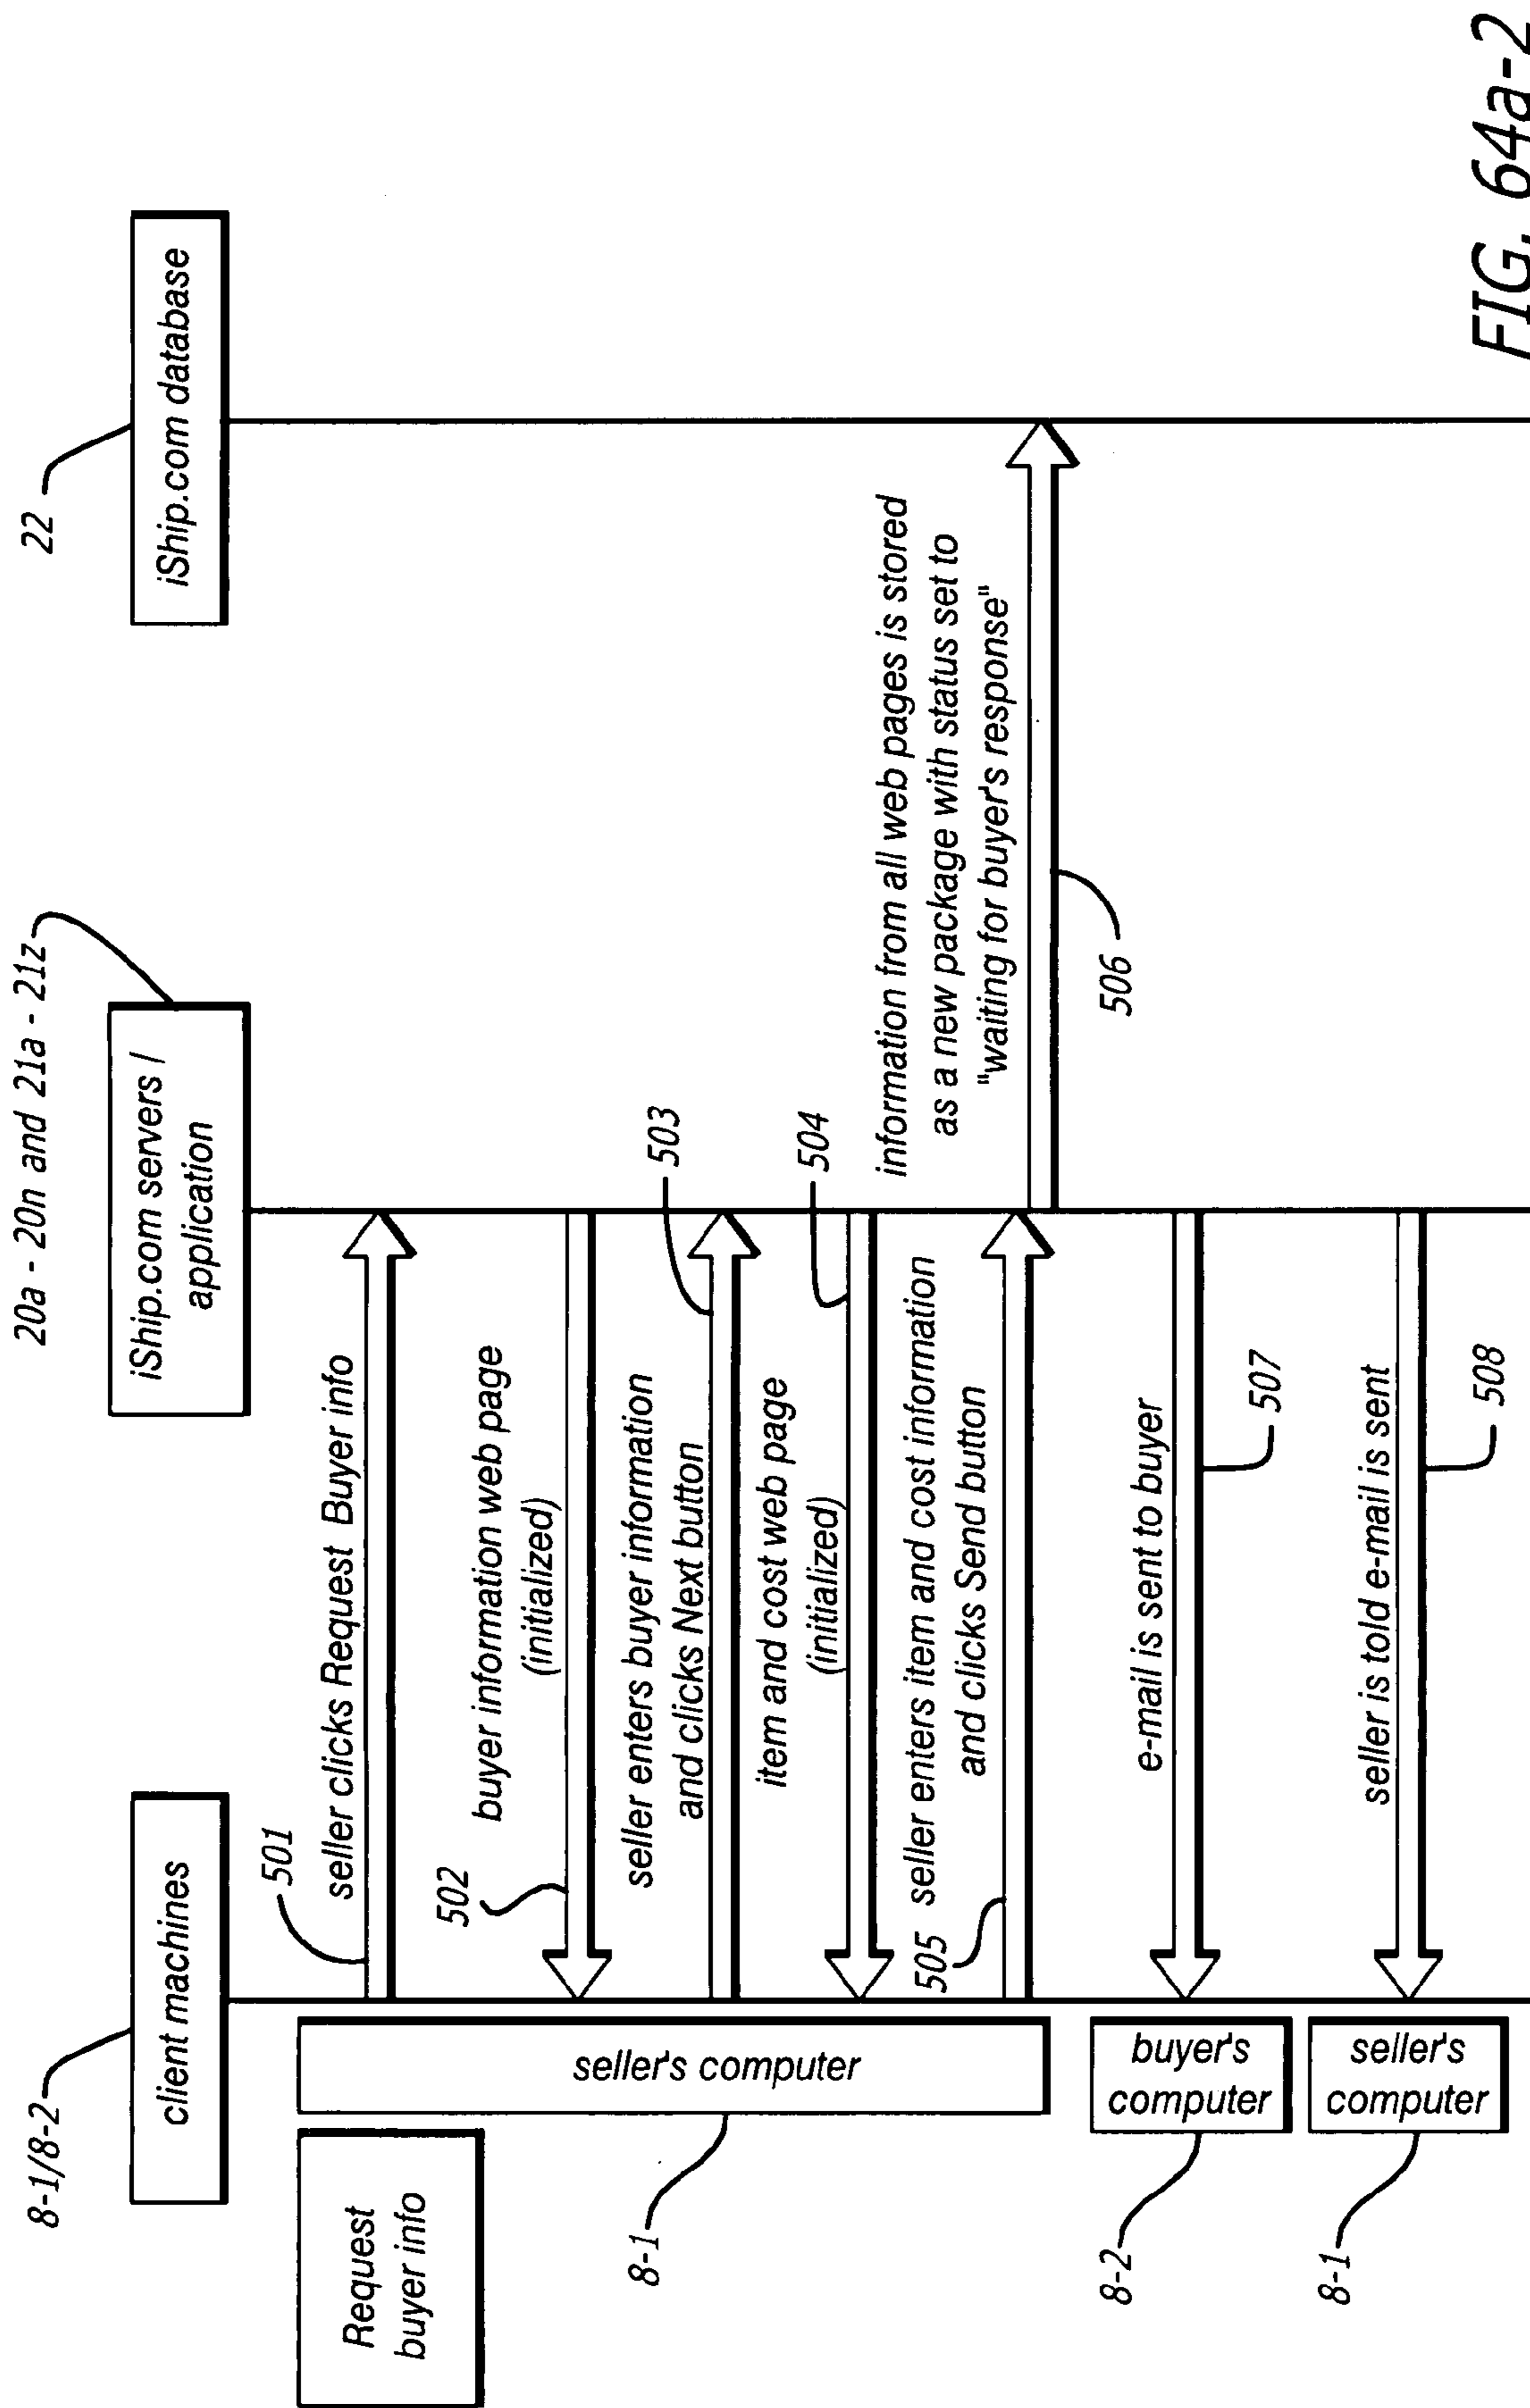 8-1/8-2
20a - 20n and 21a - 21z
22
client machines
iShip.com servers /
application
iShip.com database
Request
buyer info
8-1
seller's computer
501
seller clicks Request Buyer info
502
buyer information web page
(initialized)
seller enters buyer information
and clicks Next button
503
item and cost web page
(initialized)
504
505
seller enters item and cost information
and clicks Send button
information from all web pages is stored
as a new package with status set to
"waiting for buyer's response"
506
8-2
buyer's
computer
e-mail is sent to buyer
507
8-1
seller's
computer
seller is told e-mail is sent
508
FIG. 64a-2